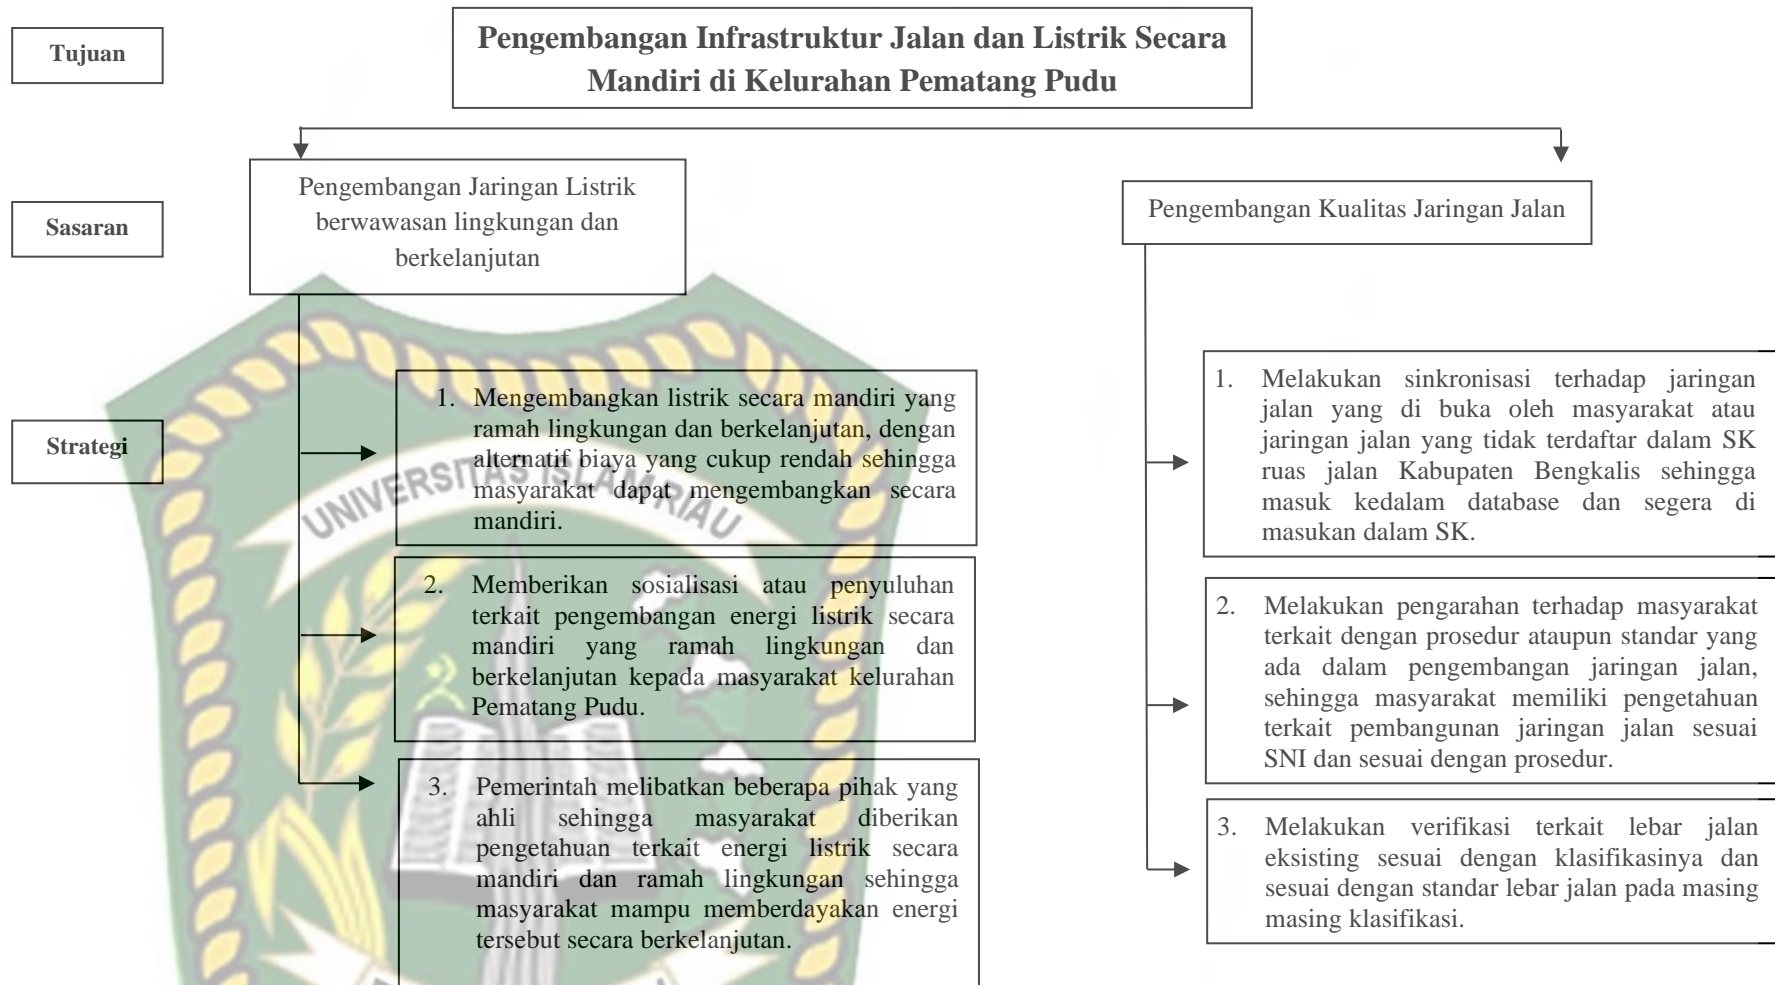 Tujuan
Pengembangan Infrastruktur Jalan dan Listrik Secara
Mandiri di Kelurahan Pematang Pudu
Sasaran
Pengembangan Jaringan Listrik
berwawasan lingkungan dan
berkelanjutan
Pengembangan Kualitas Jaringan Jalan
Strategi
1. Mengembangkan listrik secara mandiri yang
ramah lingkungan dan berkelanjutan, dengan
alternatif biaya yang cukup rendah sehingga
masyarakat dapat mengembangkan secara
mandiri.
2. Memberikan sosialisasi atau penyuluhan
terkait pengembangan energi listrik secara
mandiri yang ramah lingkungan dan
berkelanjutan kepada masyarakat kelurahan
Pematang Pudu.
3. Pemerintah melibatkan beberapa pihak yang
ahli sehingga masyarakat diberikan
pengetahuan terkait energi listrik secara
mandiri dan ramah lingkungan sehingga
masyarakat mampu memberdayakan energi
tersebut secara berkelanjutan.
1. Melakukan sinkronisasi terhadap jaringan
jalan yang di buka oleh masyarakat atau
jaringan jalan yang tidak terdaftar dalam SK
ruas jalan Kabupaten Bengkalis sehingga
masuk kedalam database dan segera di
masukan dalam SK.
2. Melakukan pengarahan terhadap masyarakat
terkait dengan prosedur ataupun standar yang
ada dalam pengembangan jaringan jalan,
sehingga masyarakat memiliki pengetahuan
terkait pembangunan jaringan jalan sesuai
SNI dan sesuai dengan prosedur.
3. Melakukan verifikasi terkait lebar jalan
eksisting sesuai dengan klasifikasinya dan
sesuai dengan standar lebar jalan pada masing
masing klasifikasi.
UNIVERSITAS ISLAM RIAU